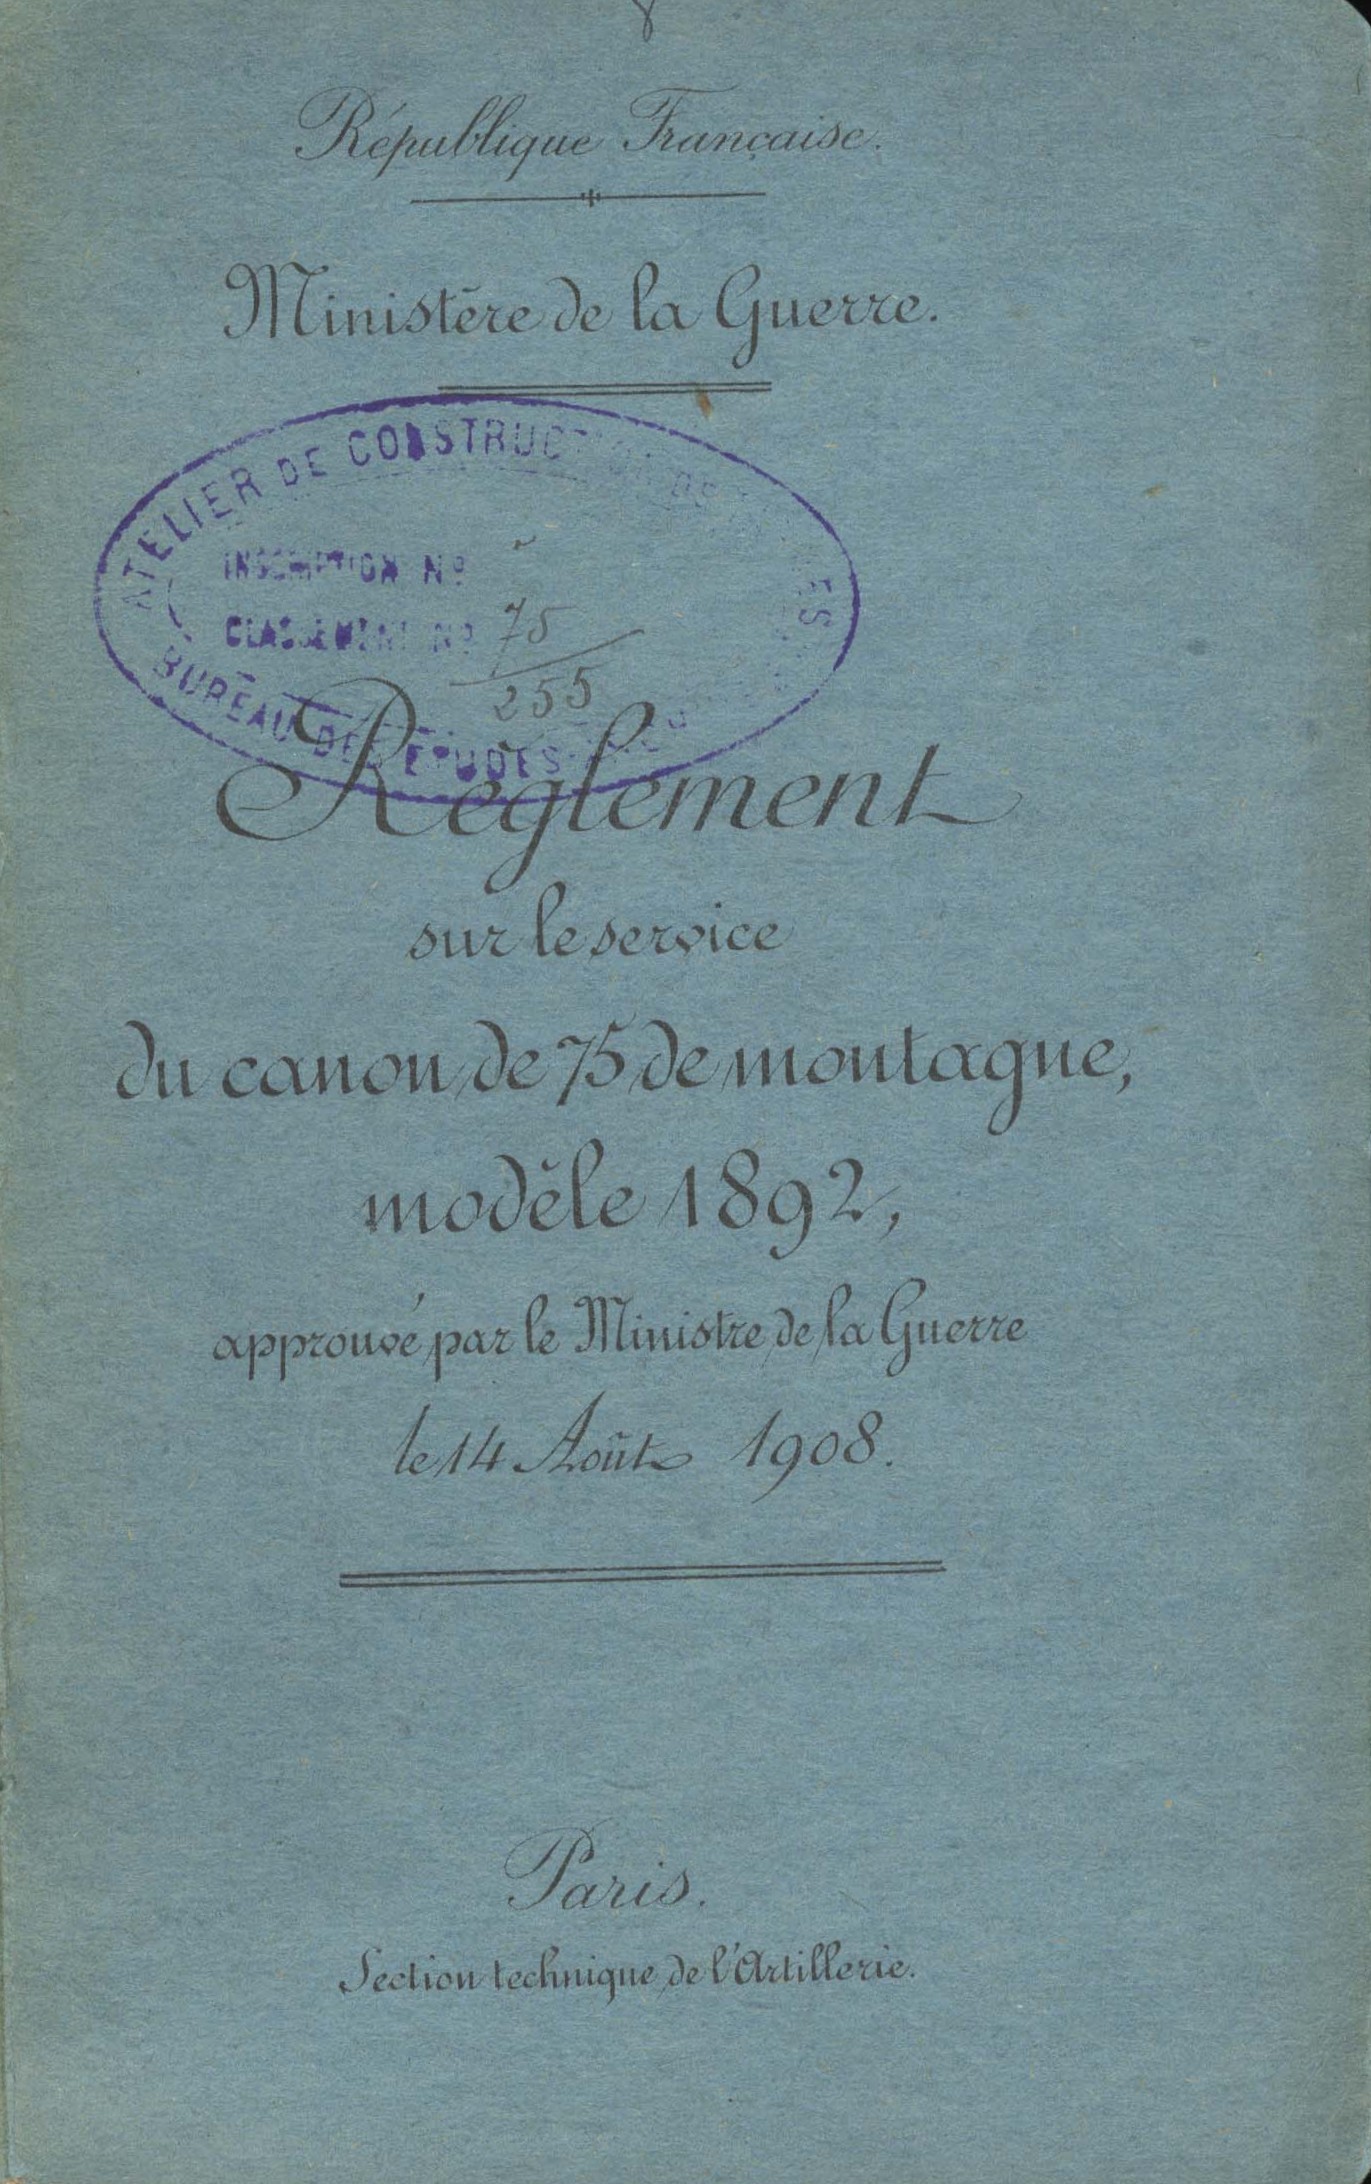 République Française.
Ministère de la Guerre.
ATELIER DE CONSTRUCTION DE
INSCRIPTION No
CLASSEMENT No 75
255
BUREAU DES ETUDES
Règlement
sur le service
du canon de 75 de montagne,
modèle 1892,
approuvé par le Ministre de la Guerre
le 14 Août 1908.
Paris.
Section technique de l'Artillerie.